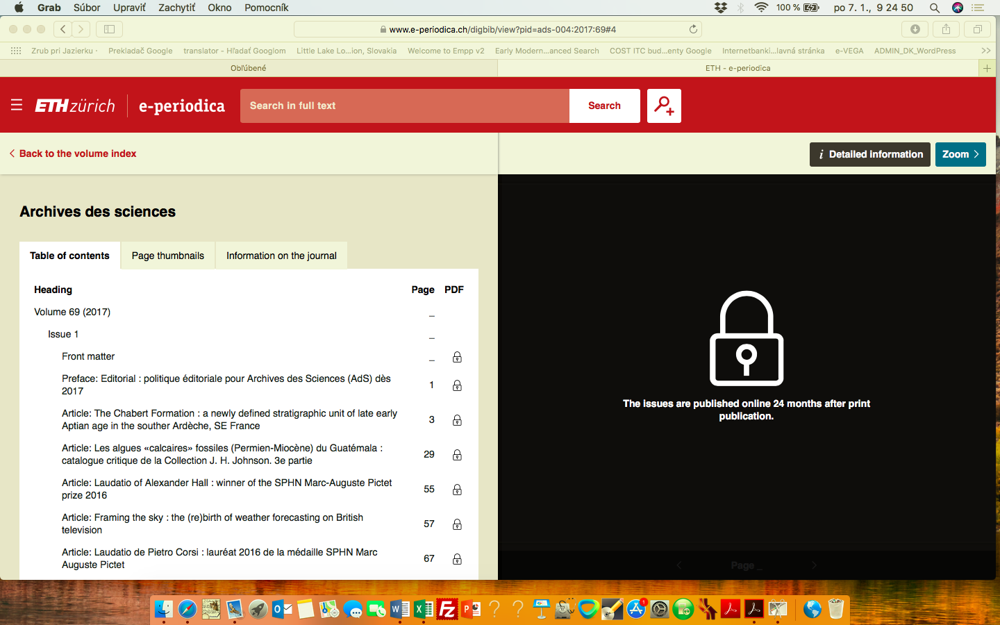 Grab Súbor Upraviť Zachytiť Okno Pomocník 100 % po 7. 1., 9 24 50
www.e-periodica.ch/digbib/view?pid=ads-004:2017:69#4
Zrub pri Jazierku · Prekladač Google translator - Hľadať Googlom Little Lake Lo...ion, Slovakia Welcome to Empp v2 Early Modern...anced Search COST ITC bud...enty Google Internetbanki...lavná stránka e-VEGA ADMIN_DK_WordPress >>
Obľúbené ETH - e-periodica +
ETH zürich e-periodica Search in full text Search
Back to the volume index
i Detailed information Zoom
Archives des sciences
Table of contents Page thumbnails Information on the journal
Heading Page PDF
Volume 69 (2017) _
Issue 1 _
Front matter _
Preface: Editorial : politique éditoriale pour Archives des Sciences (AdS) dès
2017 1
Article: The Chabert Formation : a newly defined stratigraphic unit of late early
Aptian age in the souther Ardèche, SE France 3
Article: Les algues «calcaires» fossiles (Permien-Miocène) du Guatémala :
catalogue critique de la Collection J. H. Johnson. 3e partie 29
Article: Laudatio of Alexander Hall : winner of the SPHN Marc-Auguste Pictet
prize 2016 55
Article: Framing the sky : the (re)birth of weather forecasting on British
television 57
Article: Laudatio de Pietro Corsi : lauréat 2016 de la médaille SPHN Marc
Auguste Pictet 67
The issues are published online 24 months after print
publication.
Page _
W X Fz P ? ? 1